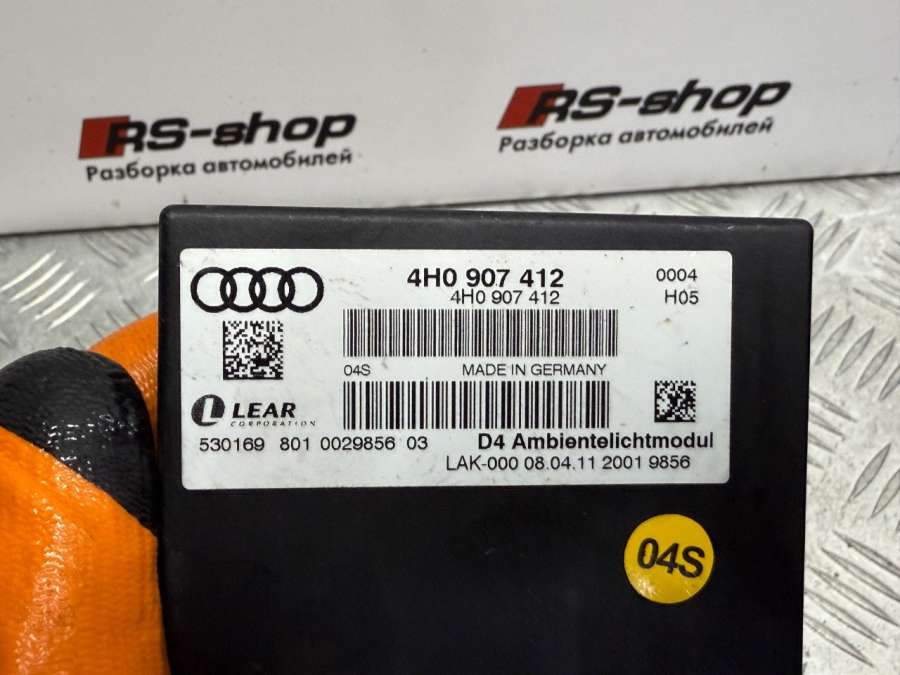 RS-shop
Разборка автомобилей
RS-shop
Разборка автомобилей
4H0 907 412
0004
4H0 907 412
H05
04S
MADE IN GERMANY
LEAR
CORPORATION
530169 801 0029856 03
D4 Ambientelichtmodul
LAK-000 08.04.11 2001 9856
04S